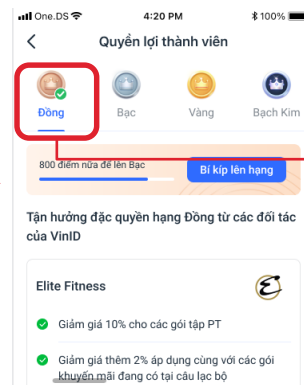 One.DS 4:20 PM 100%
Quyền lợi thành viên
Đồng Bạc Vàng Bạch Kim
800 điểm nữa để lên Bạc Bí kíp lên hạng
Tận hưởng đặc quyền hạng Đồng từ các đối tác
của VinID
Elite Fitness
Giảm giá 10% cho các gói tập PT
Giảm giá thêm 2% áp dụng cùng với các gói
khuyến mãi đang có tại câu lạc bộ